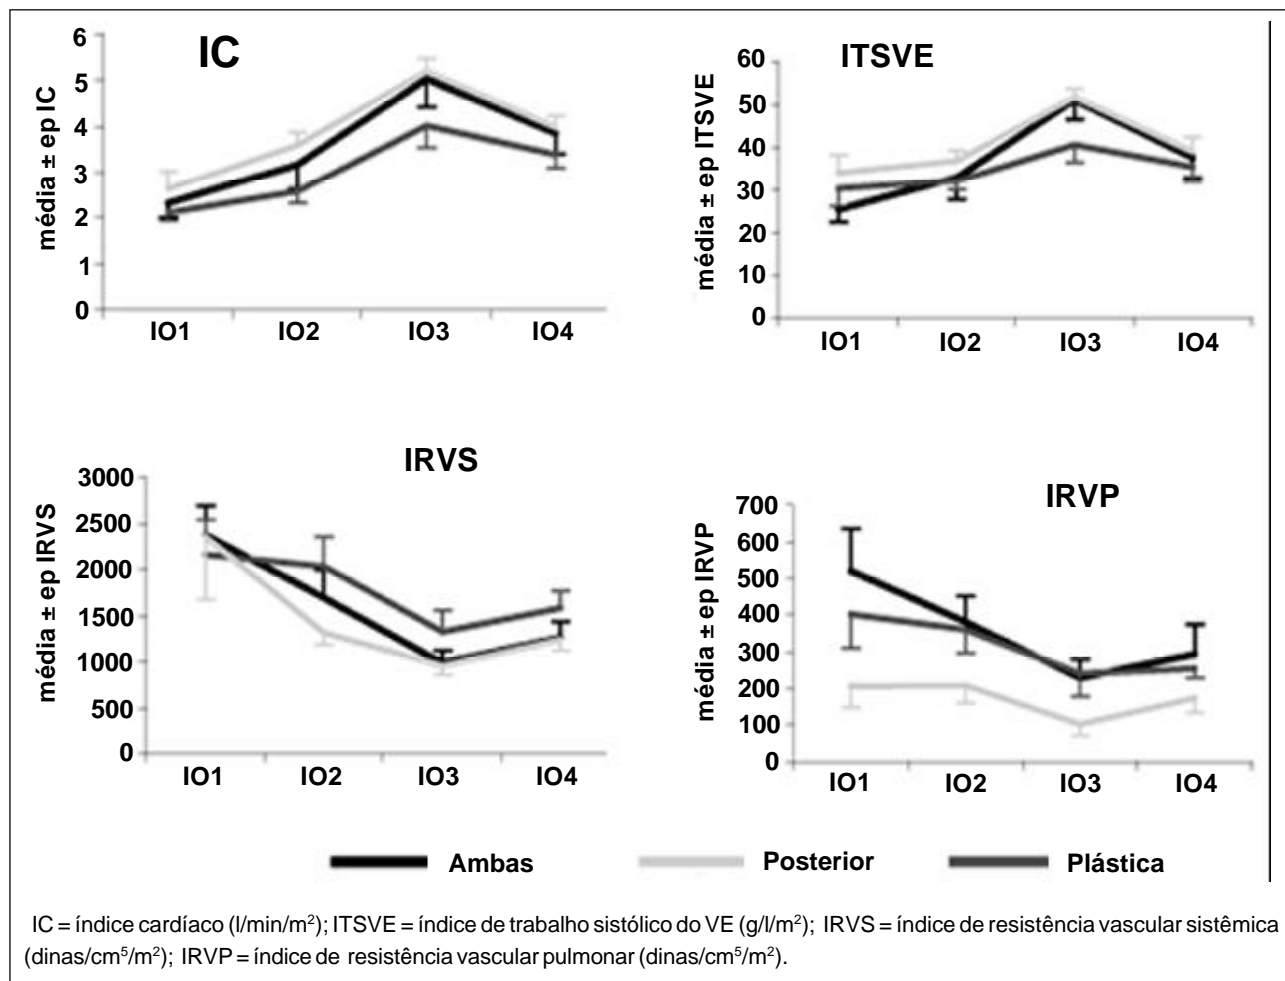 IC
média ± ep IC
6
5
4
3
2
1
0
IO1 IO2 IO3 IO4
ITSVE
média ± ep ITSVE
60
50
40
30
20
10
0
IO1 IO2 IO3 IO4
IRVS
média ± ep IRVS
3000
2500
2000
1500
1000
500
0
IO1 IO2 IO3 IO4
IRVP
média ± ep IRVP
700
600
500
400
300
200
100
0
IO1 IO2 IO3 IO4
Ambas Posterior Plástica
IC = índice cardíaco (l/min/m²); ITSVE = índice de trabalho sistólico do VE (g/l/m²); IRVS = índice de resistência vascular sistêmica
(dinas/cm⁵/m²); IRVP = índice de resistência vascular pulmonar (dinas/cm⁵/m²).